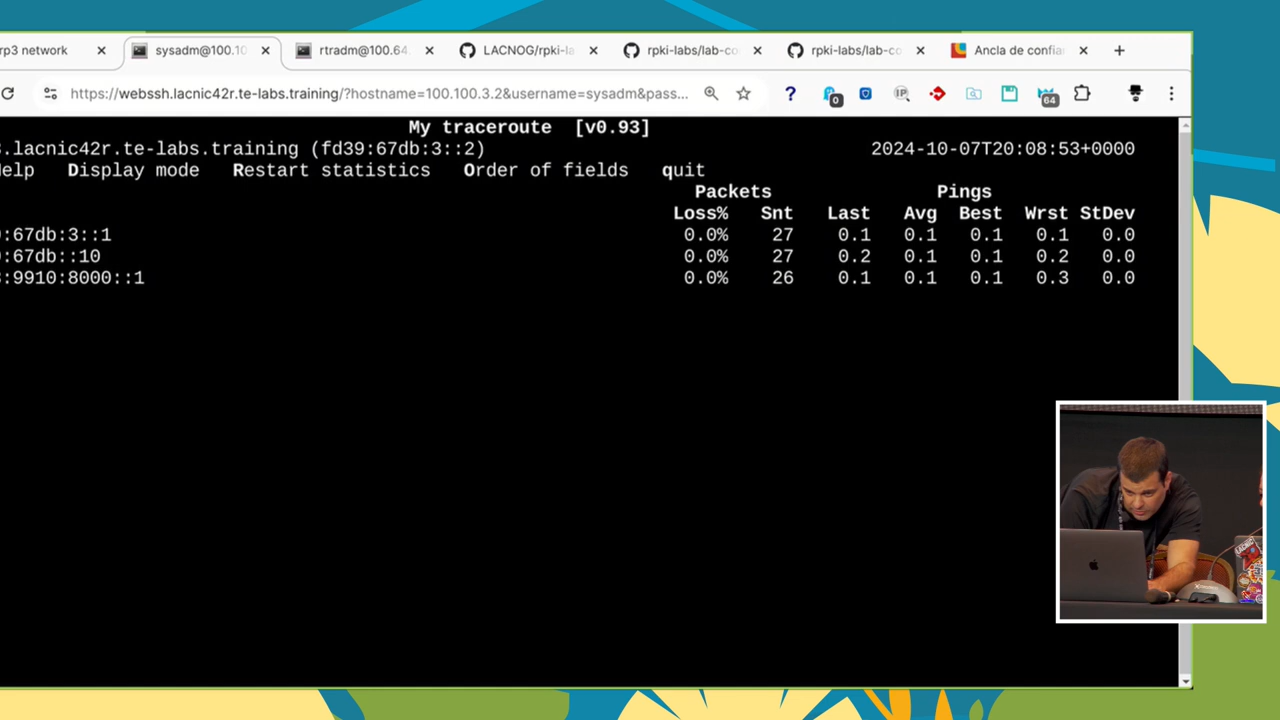 rp3 network
sysadm@100.10
rtradm@100.64.
LACNOG/rpki-la
rpki-labs/lab-co
rpki-labs/lab-co
Ancla de confia
https://webssh.lacnic42r.te-labs.training/?hostname=100.100.3.2&username=sysadm&pass...
? 0 IP 64
My traceroute [v0.93]
.lacnic42r.te-labs.training (fd39:67db:3::2) 2024-10-07T20:08:53+0000
elp Display mode Restart statistics Order of fields quit
Packets Pings
Loss% Snt Last Avg Best Wrst StDev
:67db:3::1 0.0% 27 0.1 0.1 0.1 0.1 0.0
:67db::10 0.0% 27 0.2 0.1 0.1 0.2 0.0
:9910:8000::1 0.0% 26 0.1 0.1 0.1 0.3 0.0
LACNIC